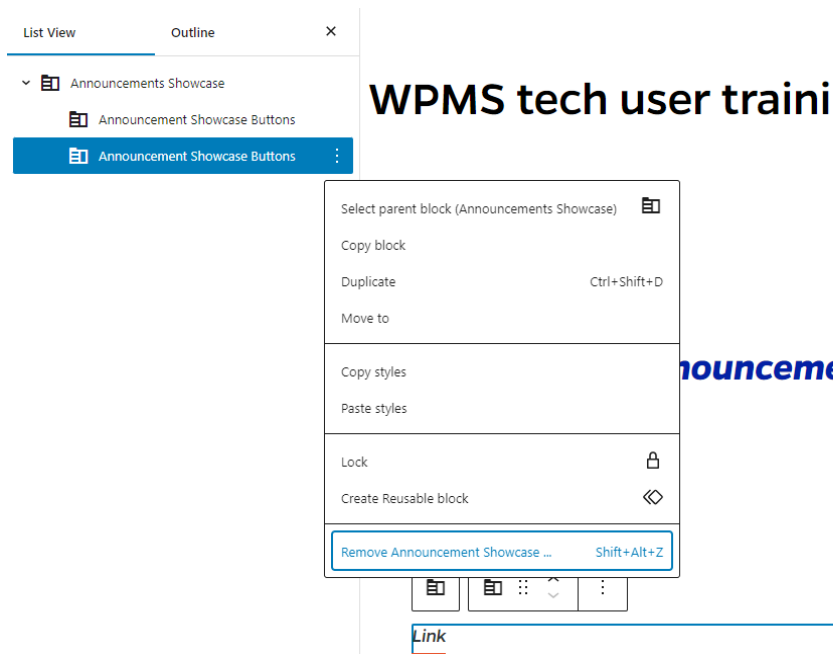 List View
Outline
Announcements Showcase
Announcement Showcase Buttons
Announcement Showcase Buttons
WPMS tech user traini
Select parent block (Announcements Showcase)
Copy block
Duplicate Ctrl+Shift+D
Move to
Copy styles
Paste styles
Lock
Create Reusable block
Remove Announcement Showcase ... Shift+Alt+Z
nounceme
Link